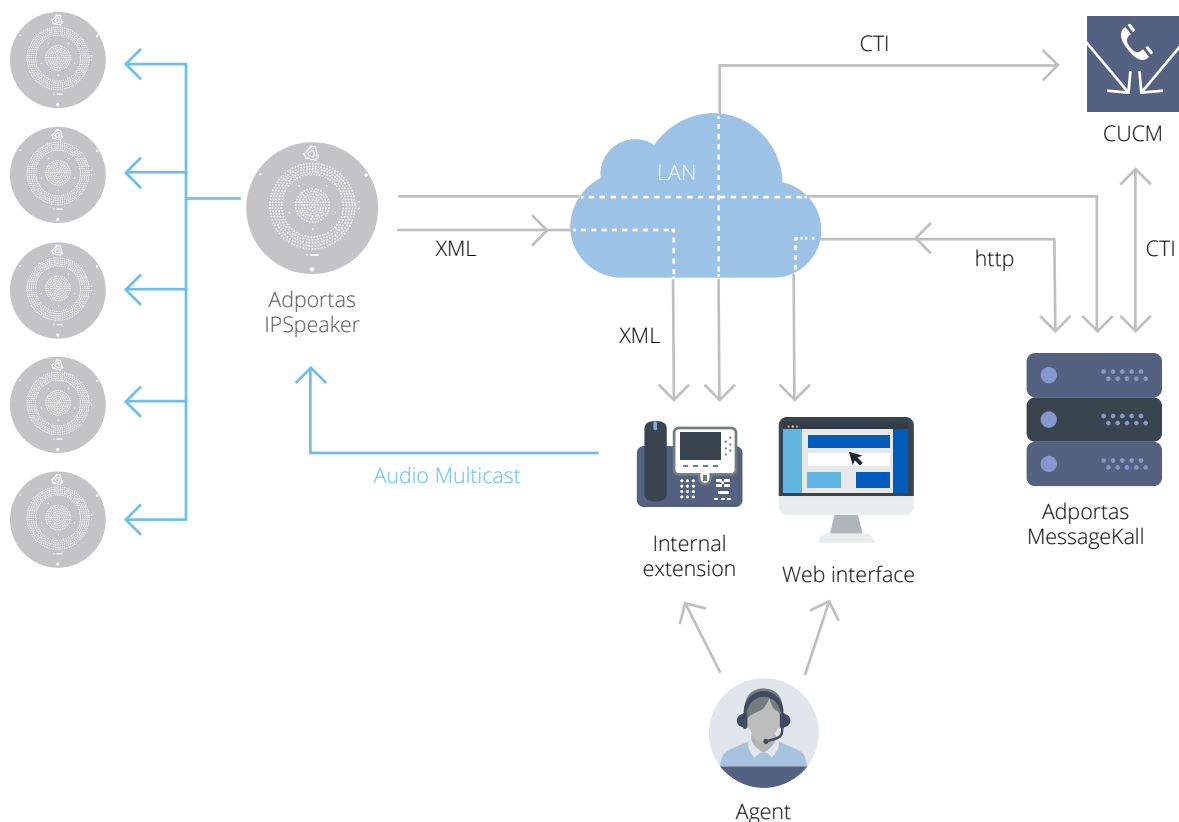 CTI
CUCM
LAN
XML
http
CTI
Adportas
IPSpeaker
XML
Audio Multicast
Adportas
MessageKall
Internal
extension
Web interface
Agent